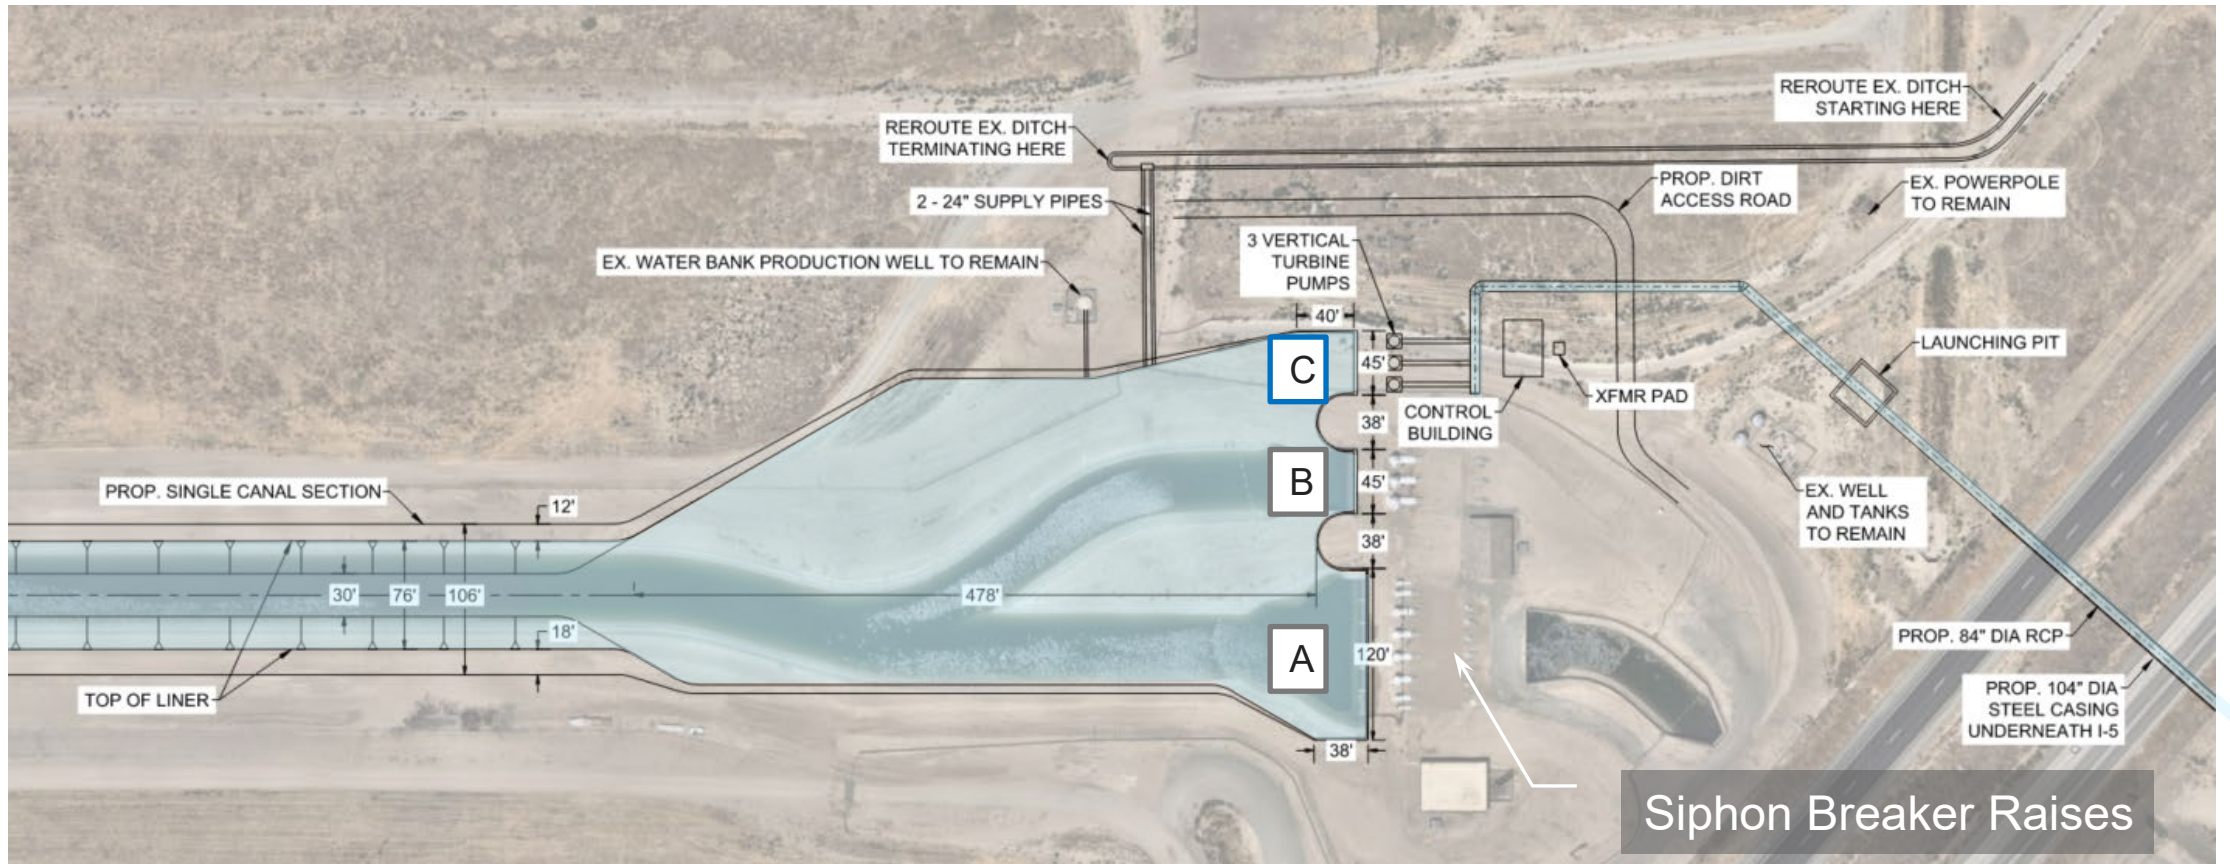 REROUTE EX. DITCH
STARTING HERE
REROUTE EX. DITCH
TERMINATING HERE
PROP. DIRT
ACCESS ROAD
EX. POWERPOLE
TO REMAIN
2 - 24" SUPPLY PIPES
3 VERTICAL
TURBINE
PUMPS
EX. WATER BANK PRODUCTION WELL TO REMAIN
40'
45'
C
LAUNCHING PIT
XFMR PAD
CONTROL
BUILDING
38'
B
45'
PROP. SINGLE CANAL SECTION
12'
EX. WELL
AND TANKS
TO REMAIN
38'
30'
76'
106'
478'
18'
A
120'
PROP. 84" DIA RCP
TOP OF LINER
PROP. 104" DIA
STEEL CASING
UNDERNEATH I-5
38'
Siphon Breaker Raises